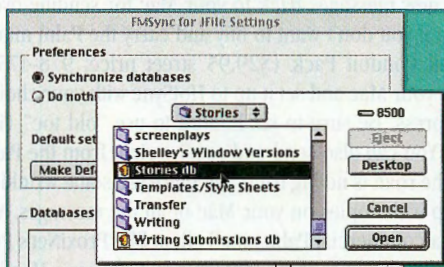 FMSync for JFile Settings
Preferences
Synchronize databases
Do noth
Stories
8500
screenplays
Shelley's Window Versions
Stories db
Templates/Style Sheets
Transfer
Writing
Writing Submissions db
Eject
Desktop
Cancel
Open
Default set
Make Def
Databases